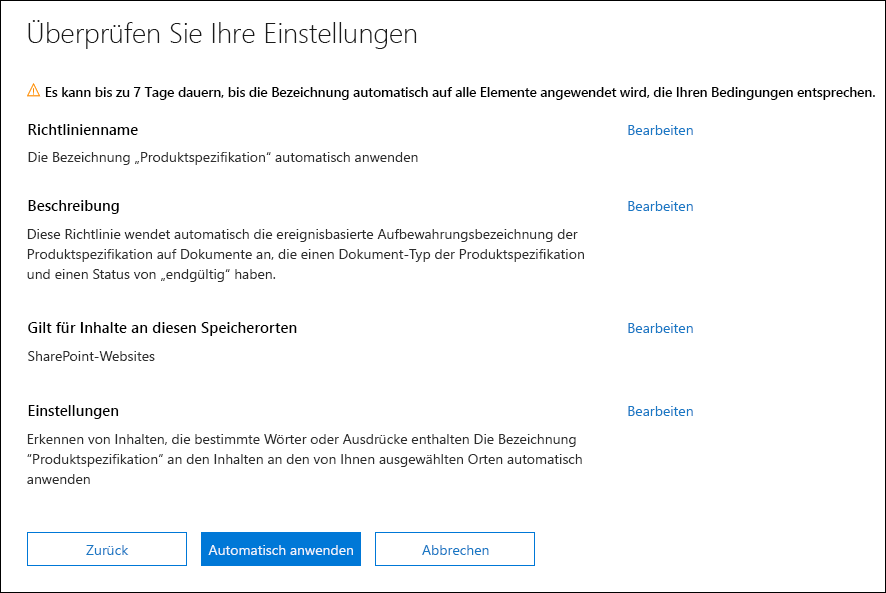 Überprüfen Sie Ihre Einstellungen
Es kann bis zu 7 Tage dauern, bis die Bezeichnung automatisch auf alle Elemente angewendet wird, die Ihren Bedingungen entsprechen.
Richtlinienname
Bearbeiten
Die Bezeichnung „Produktspezifikation“ automatisch anwenden
Beschreibung
Bearbeiten
Diese Richtlinie wendet automatisch die ereignisbasierte Aufbewahrungsbezeichnung der
Produktspezifikation auf Dokumente an, die einen Dokument-Typ der Produktspezifikation
und einen Status von „endgültig“ haben.
Gilt für Inhalte an diesen Speicherorten
Bearbeiten
SharePoint-Websites
Einstellungen
Bearbeiten
Erkennen von Inhalten, die bestimmte Wörter oder Ausdrücke enthalten Die Bezeichnung
“Produktspezifikation” an den Inhalten an den von Ihnen ausgewählten Orten automatisch
anwenden
Zurück
Automatisch anwenden
Abbrechen